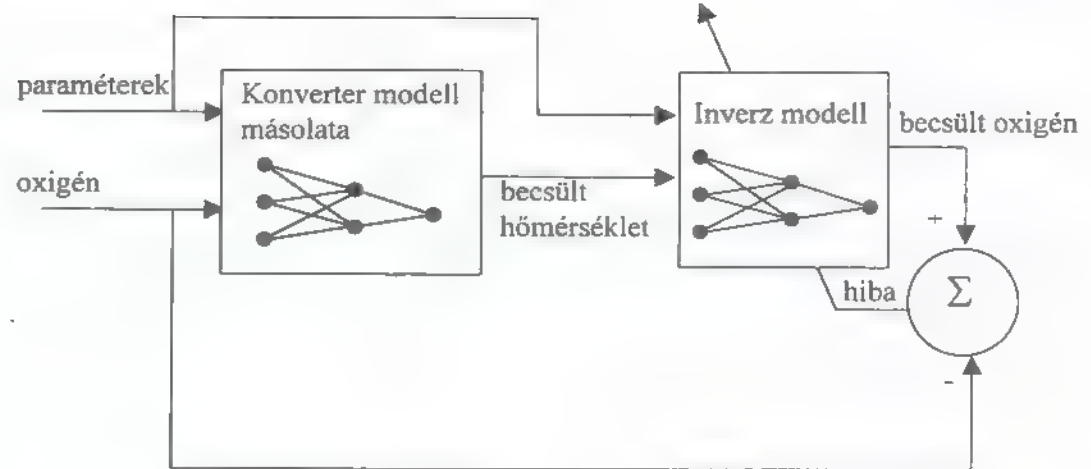 paraméterek
Konverter modell
másolata
Inverz modell
becsült oxigén
oxigén
becsült
hőmérséklet
+
hiba
Σ
-